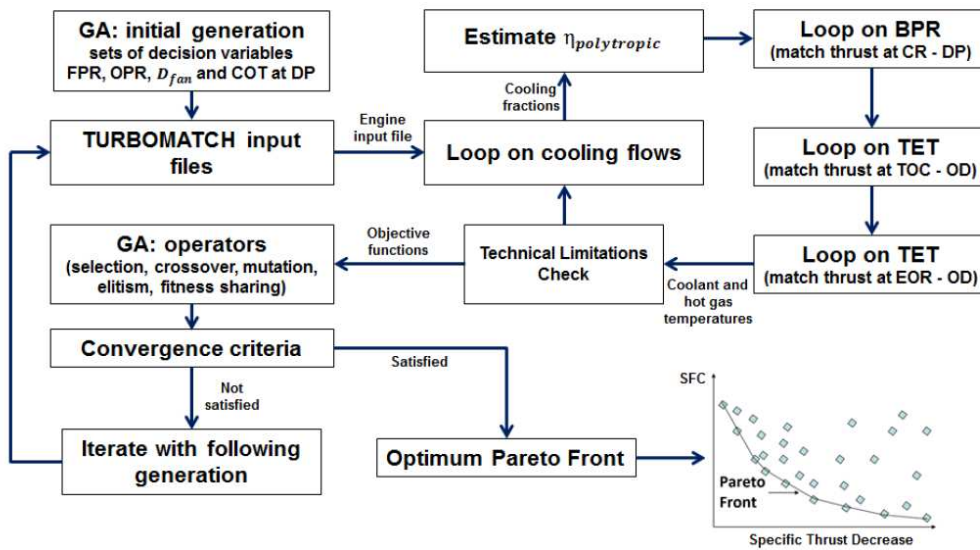 GA: initial generation
sets of decision variables
FPR, OPR, D_fan and COT at DP
Estimate η_polytropic
Loop on BPR
(match thrust at CR - DP)
Cooling
fractions
Engine
input file
TURBOMATCH input
files
Loop on cooling flows
Loop on TET
(match thrust at TOC - OD)
GA: operators
(selection, crossover, mutation,
elitism, fitness sharing)
Objective
functions
Technical Limitations
Check
Loop on TET
(match thrust at EOR - OD)
Coolant and
hot gas
temperatures
Convergence criteria
Satisfied
Not
satisfied
Iterate with following
generation
Optimum Pareto Front
SFC
Pareto
Front
Specific Thrust Decrease